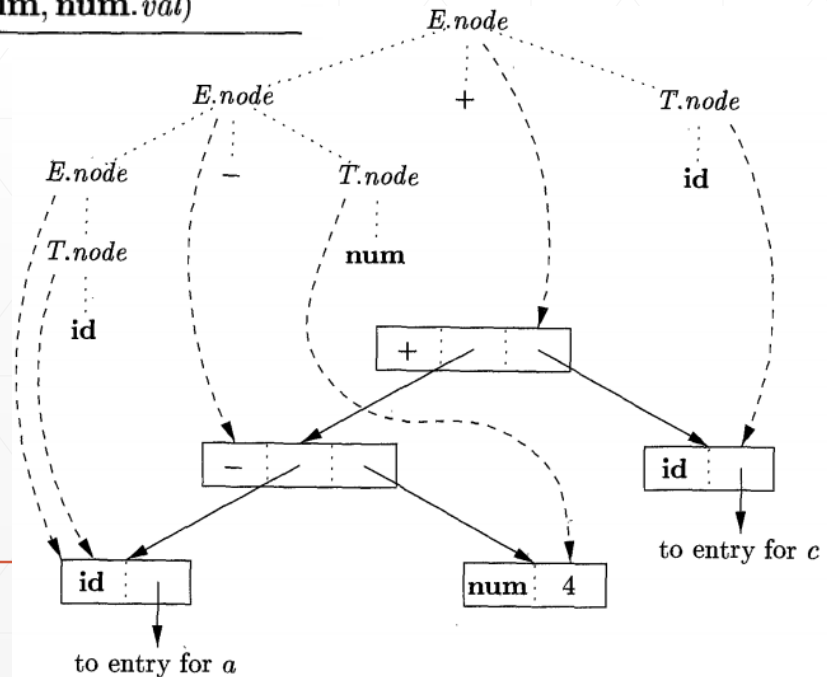 num.val)
E.node
E.node + T.node
E.node − T.node id
T.node num
id
+
− id
to entry for c
id num 4
to entry for a